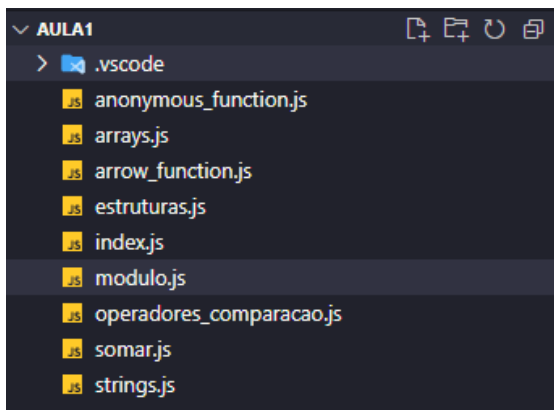 AULA1
.vscode
JS anonymous_function.js
JS arrays.js
JS arrow_function.js
JS estruturas.js
JS index.js
JS modulo.js
JS operadores_comparacao.js
JS somar.js
JS strings.js